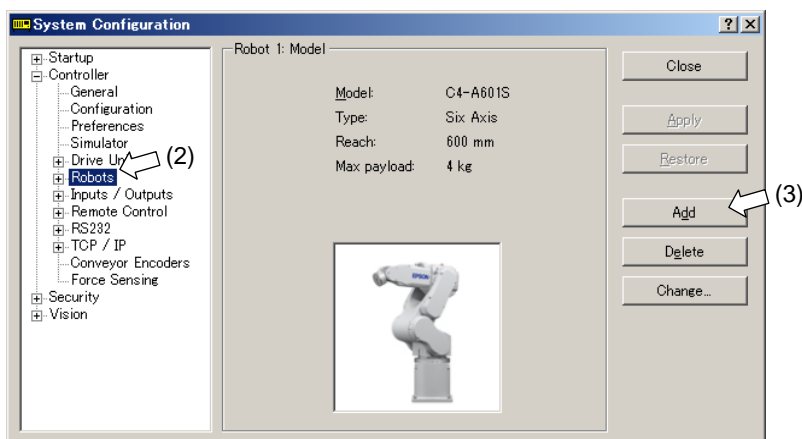 System Configuration
Startup
Controller
General
Configuration
Preferences
Simulator
Drive Un
(2)
Robots
Inputs / Outputs
Remote Control
RS232
TCP / IP
Conveyor Encoders
Force Sensing
Security
Vision
Robot 1: Model
Model: C4-A601S
Type: Six Axis
Reach: 600 mm
Max payload: 4 kg
EPSON
Close
Apply
Restore
(3)
Add
Delete
Change...